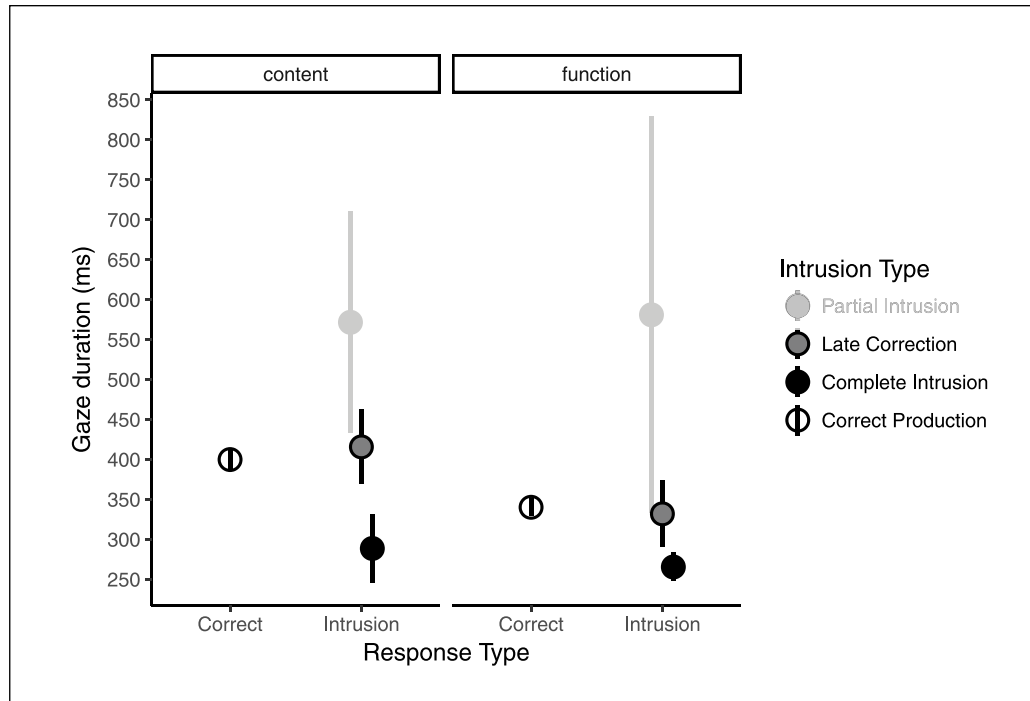 content
function
850
800
750
700
650
600
550
500
450
400
350
300
250
Gaze duration (ms)
Correct
Intrusion
Correct
Intrusion
Response Type
Intrusion Type
Partial Intrusion
Late Correction
Complete Intrusion
Correct Production